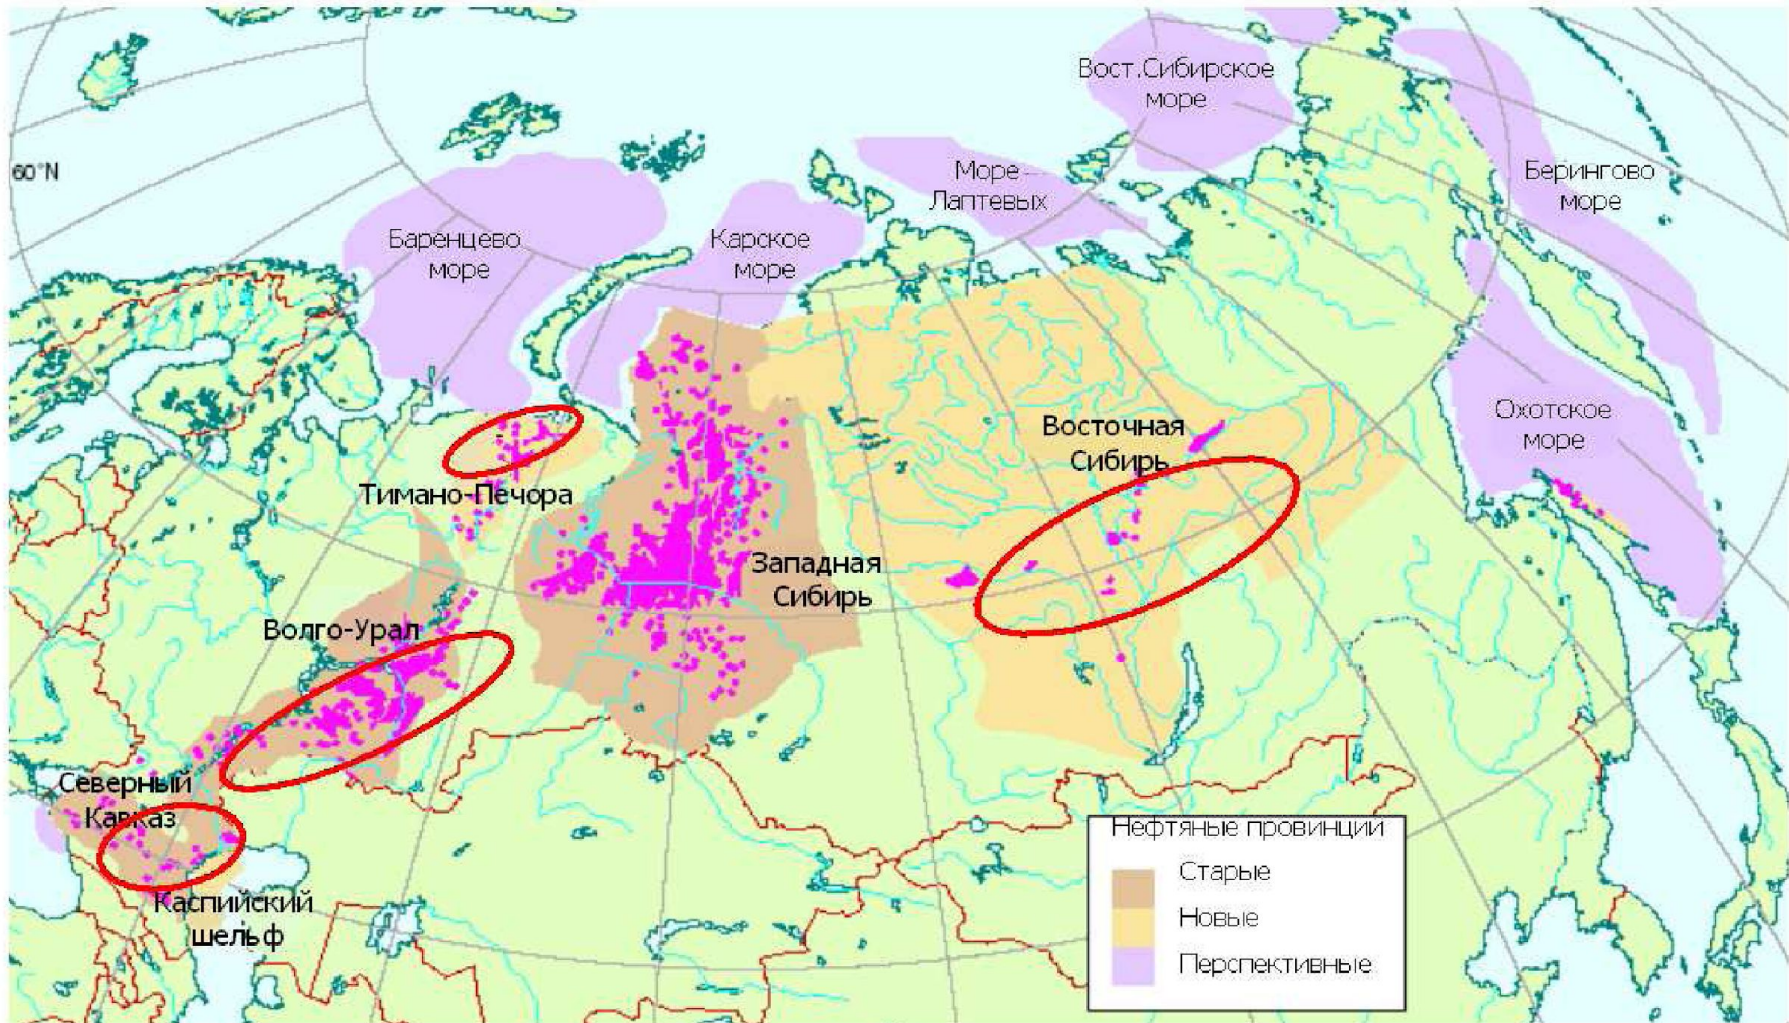 Вост.Сибирское
море
60°N
Море
Лаптевых
Берингово
море
Баренцево
море
Карское
море
Охотское
море
Восточная
Сибирь
Тимано-Печора
Западная
Сибирь
Волго-Урал
Северный
Кавказ
Каспийский
шельф
Нефтяные провинции
Старые
Новые
Перспективные